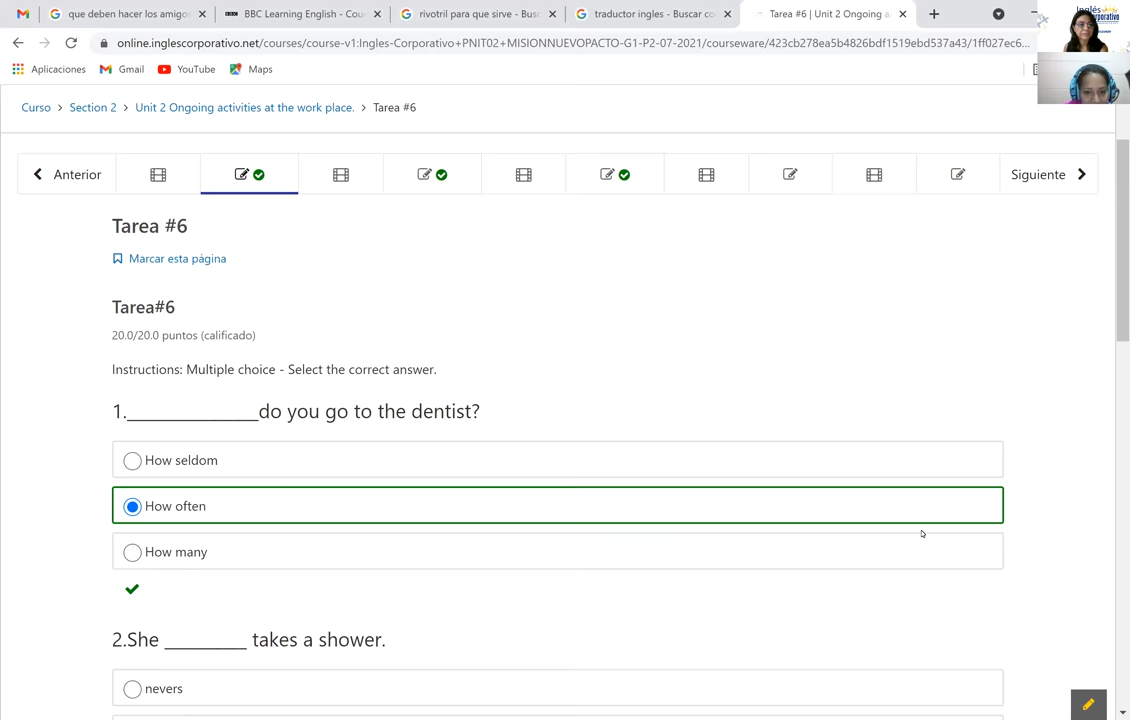 que deben hacer los amigos
BBC Learning English - Cou
rivotril para que sirve - Bus
traductor ingles - Buscar co
Tarea #6 | Unit 2 Ongoing a
online.inglescorporativo.net/courses/course-v1:Ingles-Corporativo+PNIT02+MISIONNUEVOPACTO-G1-P2-07-2021/courseware/423cb278ea5b4826bdf1519ebd537a43/1ff027ec6...
Aplicaciones
Gmail
YouTube
Maps
Curso > Section 2 > Unit 2 Ongoing activities at the work place. > Tarea #6
Anterior
Siguiente
Tarea #6
Marcar esta página
Tarea#6
20.0/20.0 puntos (calificado)
Instructions: Multiple choice - Select the correct answer.
1.______________do you go to the dentist?
How seldom
How often
How many
2.She _________ takes a shower.
nevers